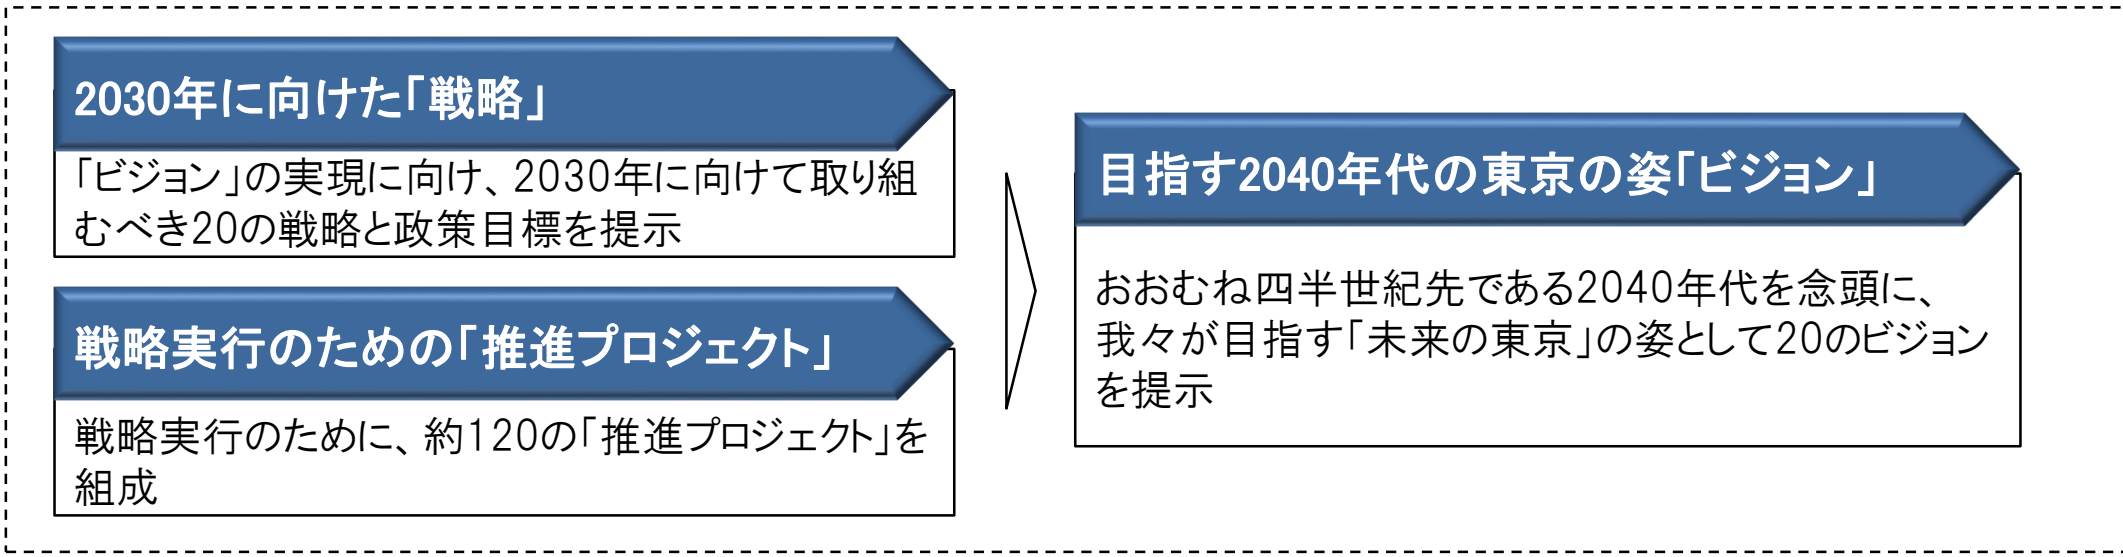 2030年に向けた「戦略」
「ビジョン」の実現に向け、2030年に向けて取り組
むべき20の戦略と政策目標を提示
戦略実行のための「推進プロジェクト」
戦略実行のために、約120の「推進プロジェクト」を
組成
目指す2040年代の東京の姿「ビジョン」
おおむね四半世紀先である2040年代を念頭に、
我々が目指す「未来の東京」の姿として20のビジョン
を提示